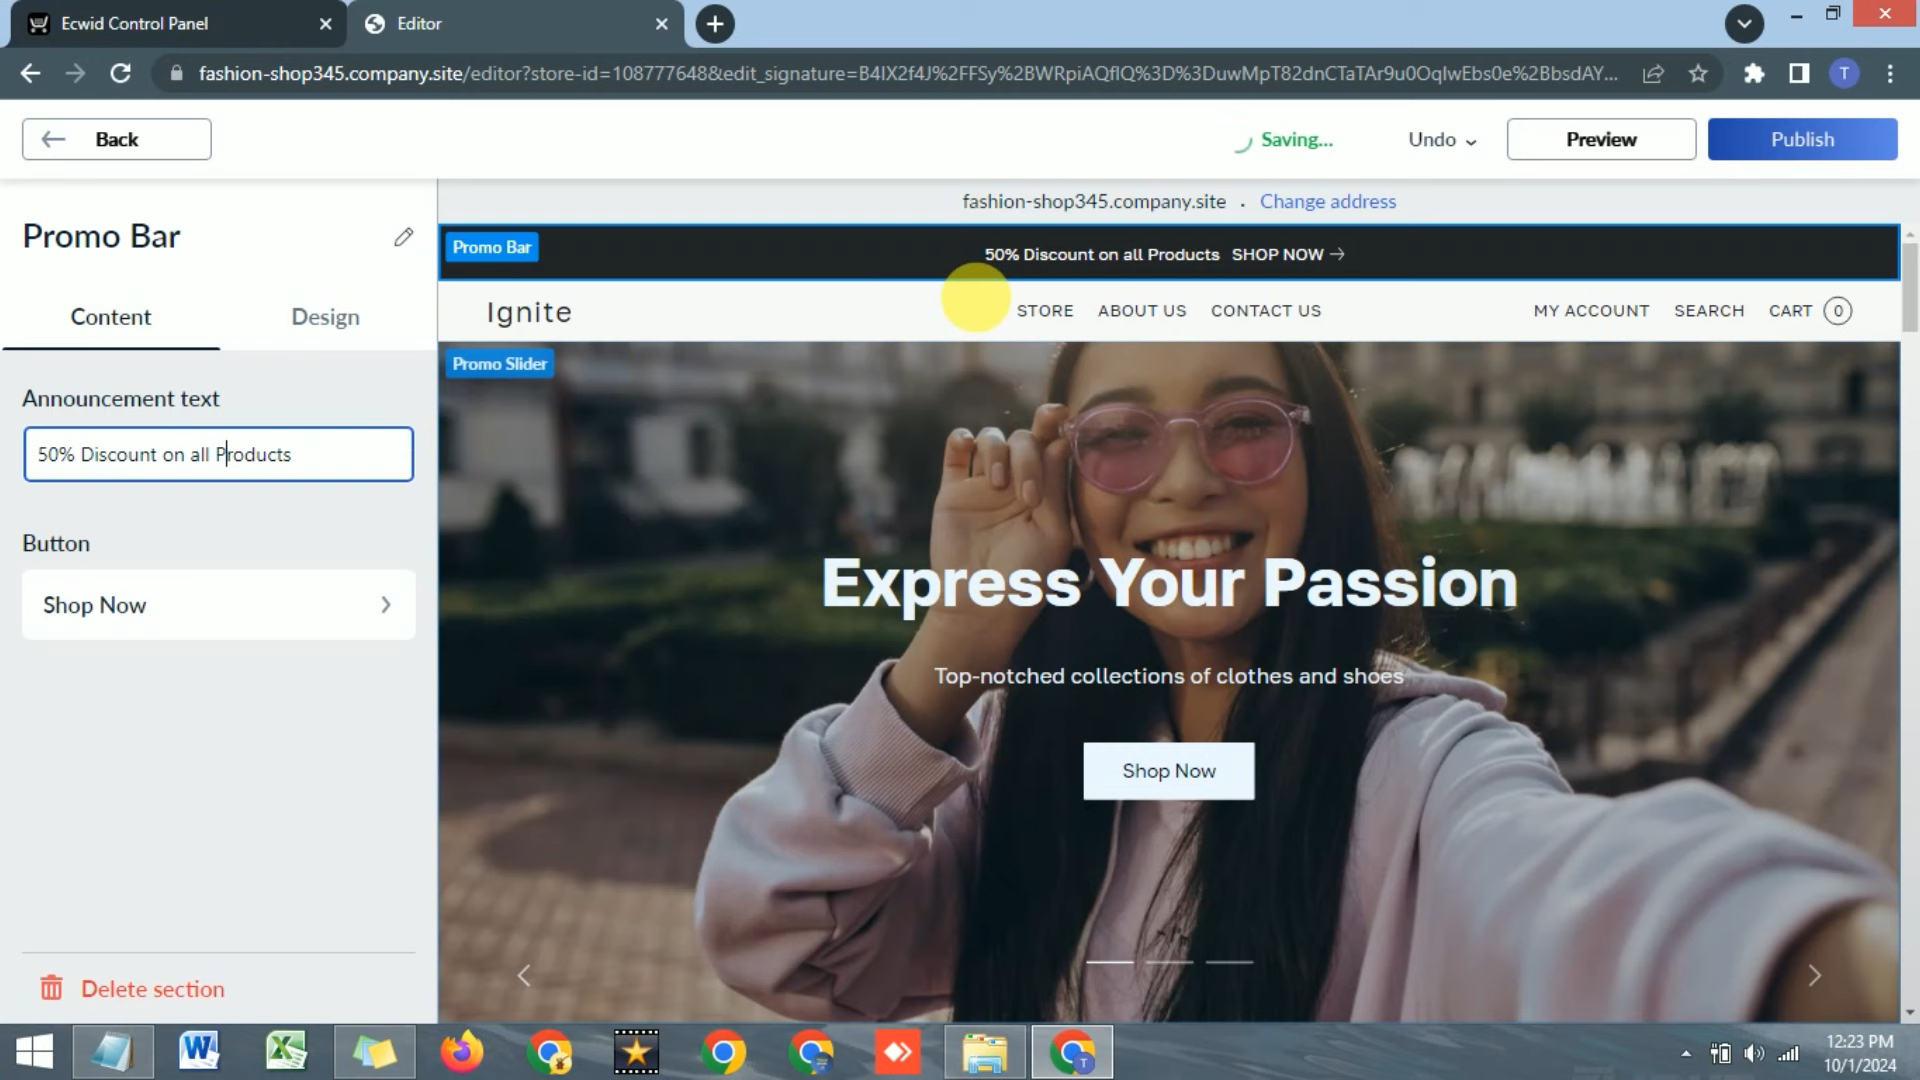 Ecwid Control Panel
Editor
fashion-shop345.company.site/editor?store-id=108777648&edit_signature=B4IX2f4J%2FFSy%2BWRpiAQflQ%3D%3DuwMpT82dnCTaTAr9u0OqIwEbs0e%2BbsdAY...
T
Back
Saving...
Undo
Preview
Publish
Promo Bar
fashion-shop345.company.site . Change address
Promo Bar
50% Discount on all Products SHOP NOW →
Content
Design
Ignite
STORE
ABOUT US
CONTACT US
MY ACCOUNT
SEARCH
CART 0
Promo Slider
Announcement text
50% Discount on all Products
Button
Shop Now
Express Your Passion
Top-notched collections of clothes and shoes
Shop Now
Delete section
12:23 PM
10/1/2024